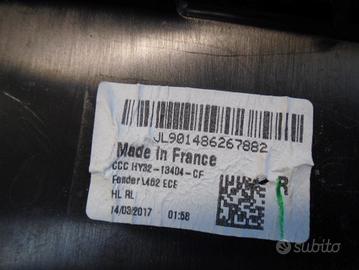 JL901486267882
Made in France
CCC HY32-13404-CF
Fender L462 ECE
HL RL
R
14/03/2017 01:58
subito